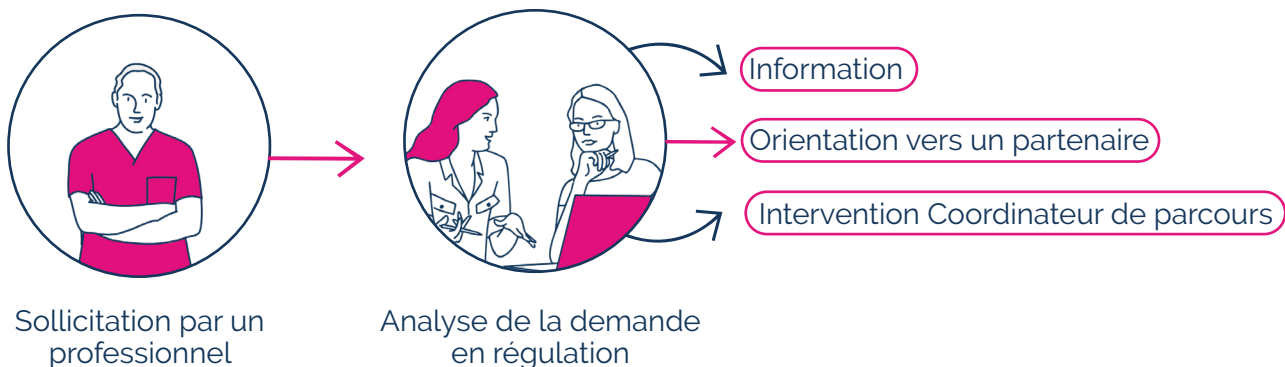 Information
Orientation vers un partenaire
Intervention Coordinateur de parcours
Sollicitation par un
professionnel
Analyse de la demande
en régulation